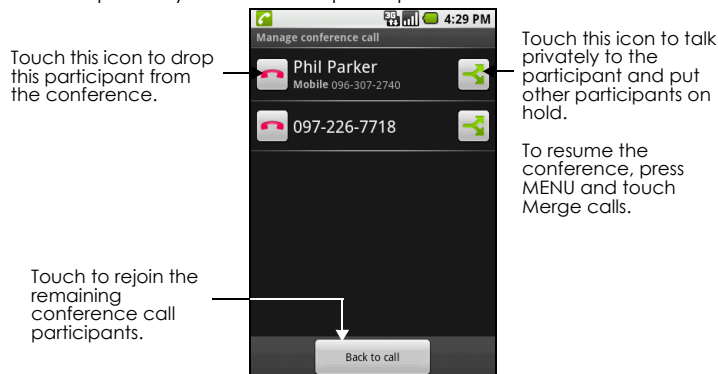 4:29 PM
Manage conference call
Touch this icon to drop
this participant from
the conference.
Phil Parker
Mobile 096-307-2740
Touch this icon to talk
privately to the
participant and put
other participants on
hold.
097-226-7718
To resume the
conference, press
MENU and touch
Merge calls.
Touch to rejoin the
remaining
conference call
participants.
Back to call